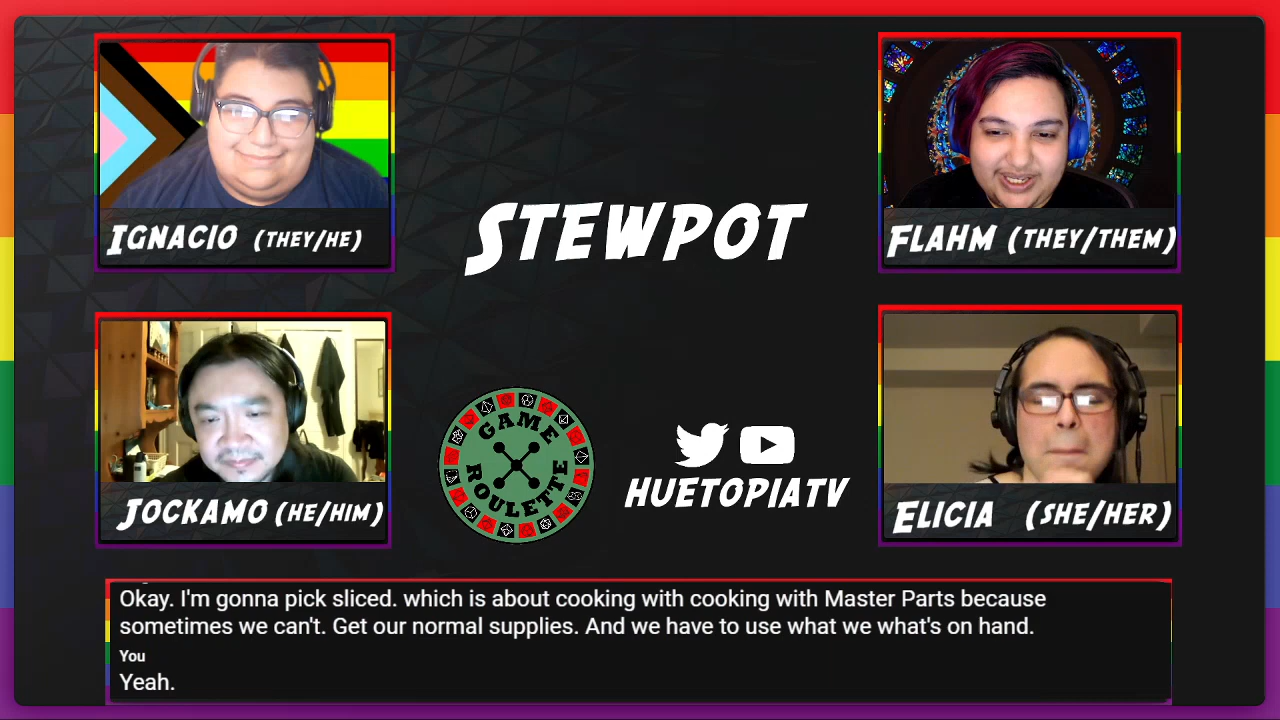 IGNACIO (THEY/HE)
FLAHM (THEY/THEM)
STEWPOT
JOCKAMO (HE/HIM)
GAME
ROULETTE
HUETOPIATV
ELICIA (SHE/HER)
Okay. I'm gonna pick sliced. which is about cooking with cooking with Master Parts because
sometimes we can't. Get our normal supplies. And we have to use what we what's on hand.
You
Yeah.